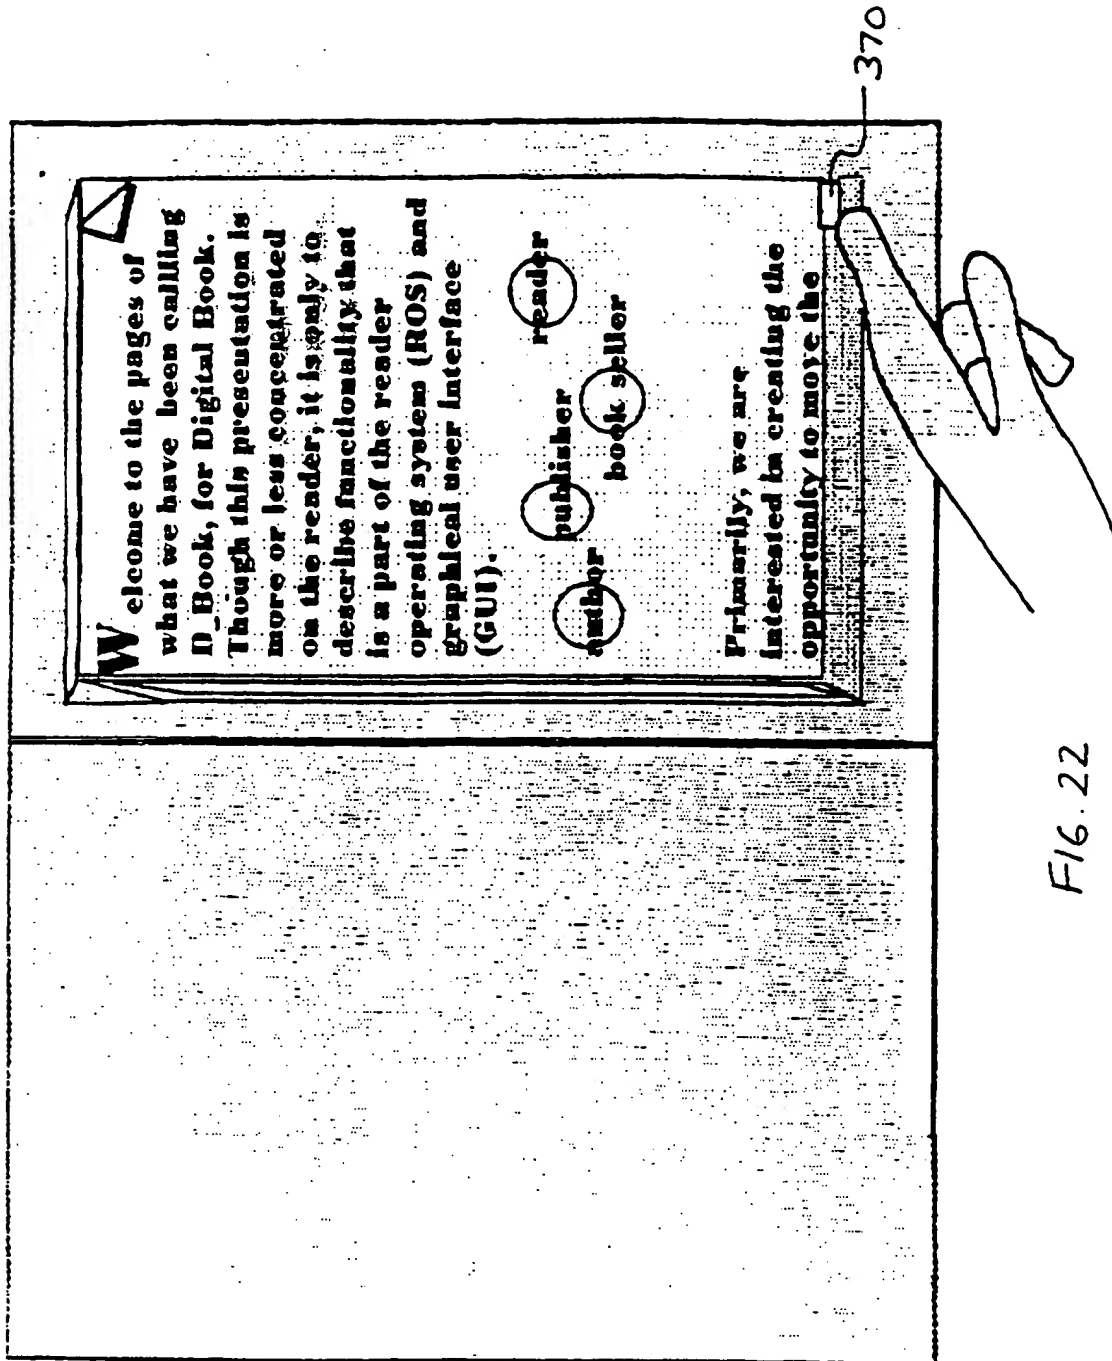 Welcome to the pages of
what we have been callling
D_Book, for Digital Book.
Though this presentation is
more or less concentrated
on the reader, it is only to
describe functionality that
is a part of the reader
operating system (ROS) and
graphical user interface
(GUI).
author
publisher
book seller
reader
Primarily, we are
interested in creating the
opportunity to move the
370
FIG. 22